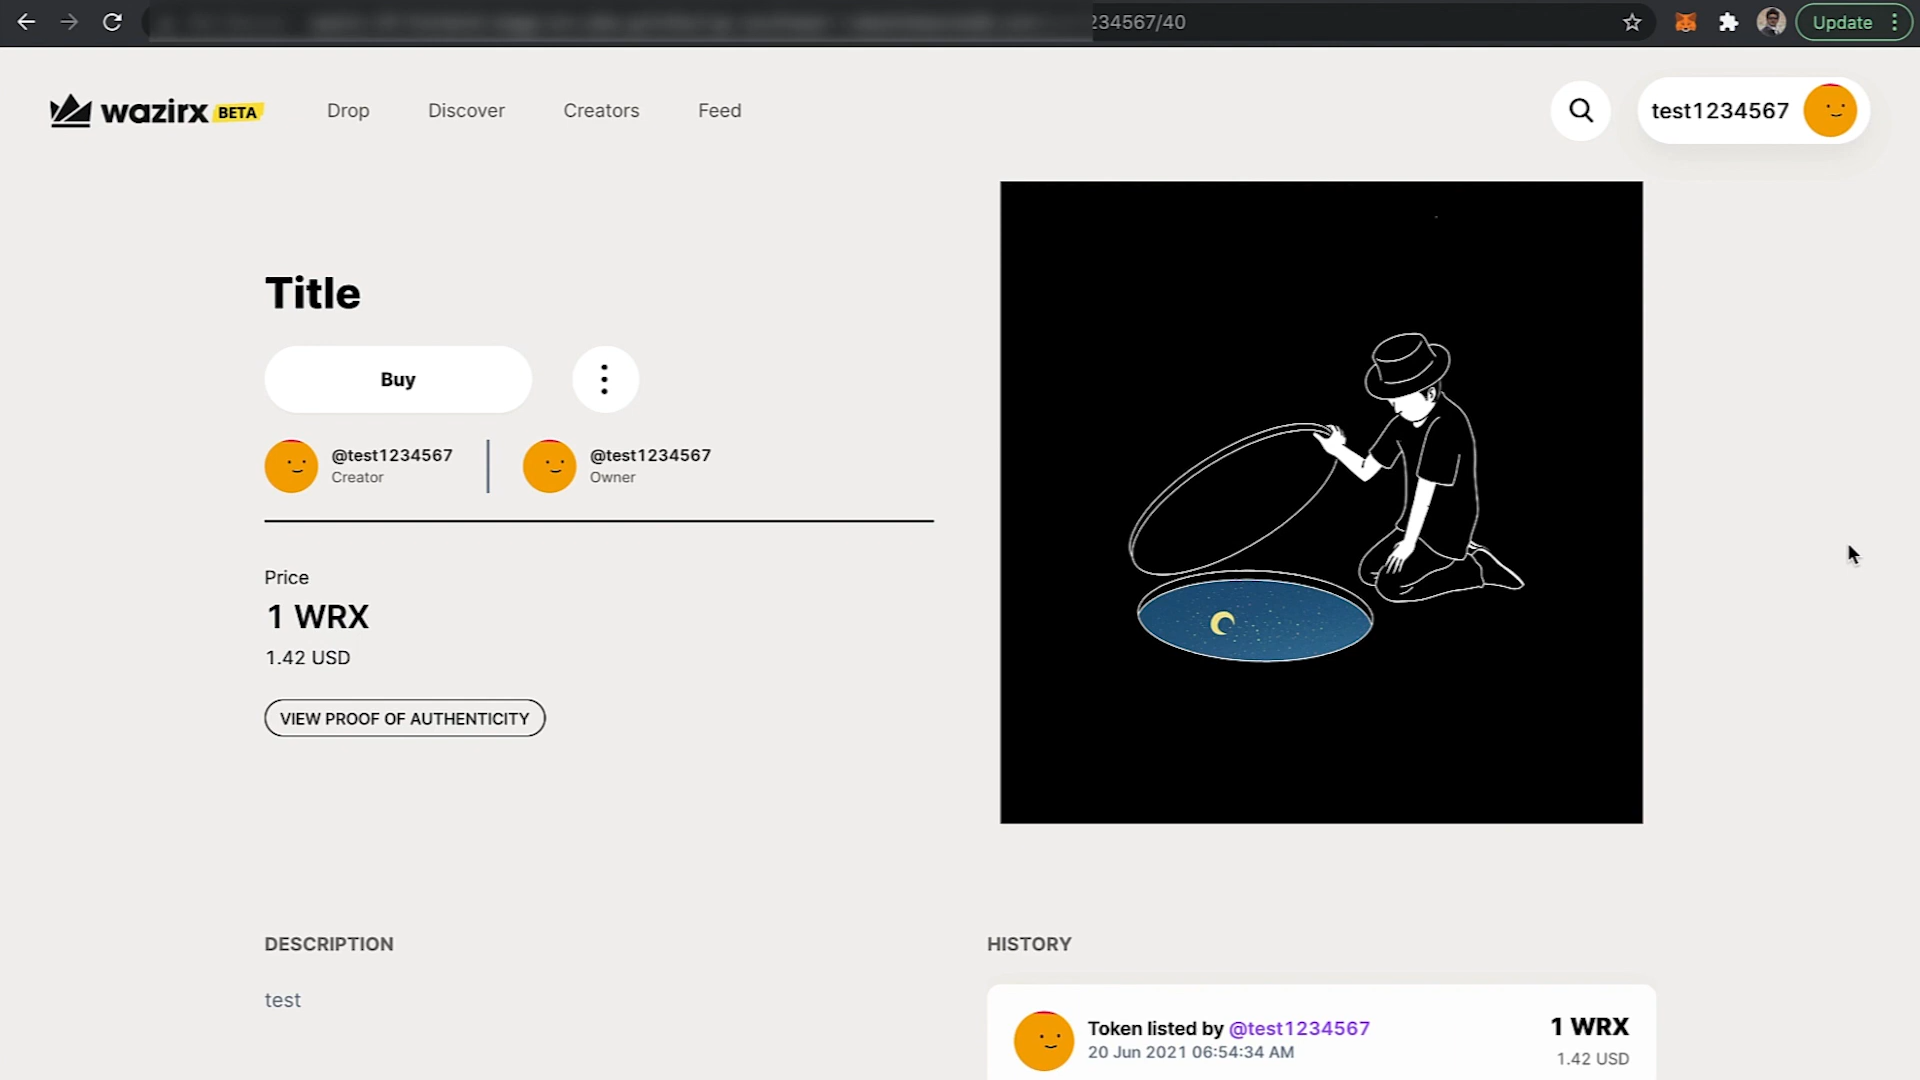 234567/40
Update
wazirx BETA
Drop
Discover
Creators
Feed
test1234567
Title
Buy
@test1234567
Creator
@test1234567
Owner
Price
1 WRX
1.42 USD
VIEW PROOF OF AUTHENTICITY
DESCRIPTION
test
HISTORY
Token listed by @test1234567
20 Jun 2021 06:54:34 AM
1 WRX
1.42 USD